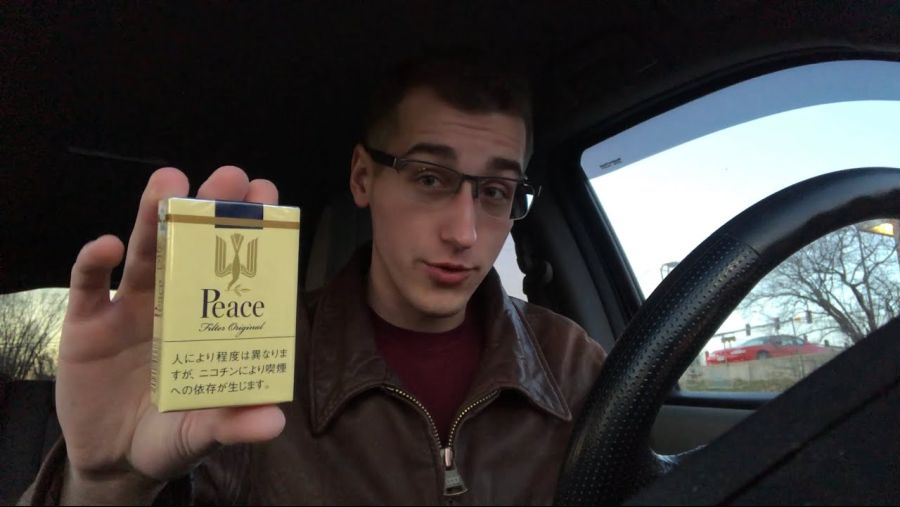 Peace
Filter Original
人により程度は異なりま
すが、ニコチンにより喫煙
への依存が生じます。